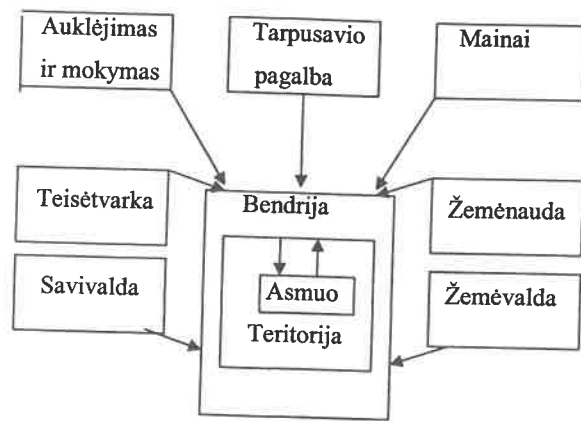 Auklėjimas
ir mokymas
Tarpusavio
pagalba
Mainai
Teisėtvarka
Bendrija
Žemėnauda
Savivalda
Asmuo
Žemėvalda
Teritorija